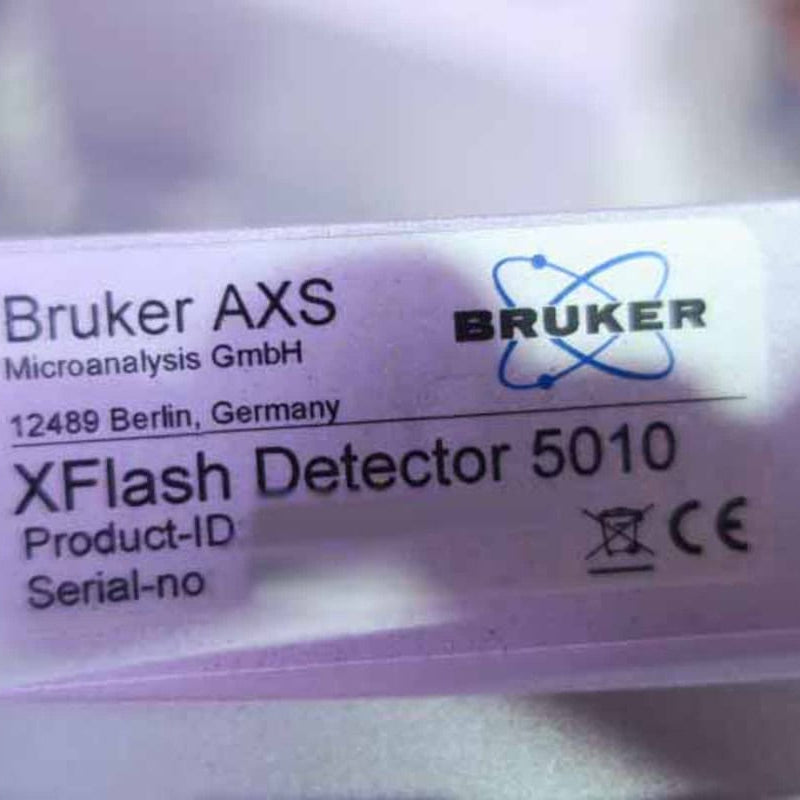 Bruker AXS
Microanalysis GmbH
BRUKER
12489 Berlin, Germany
XFlash Detector 5010
Product-ID
Serial-no
CE